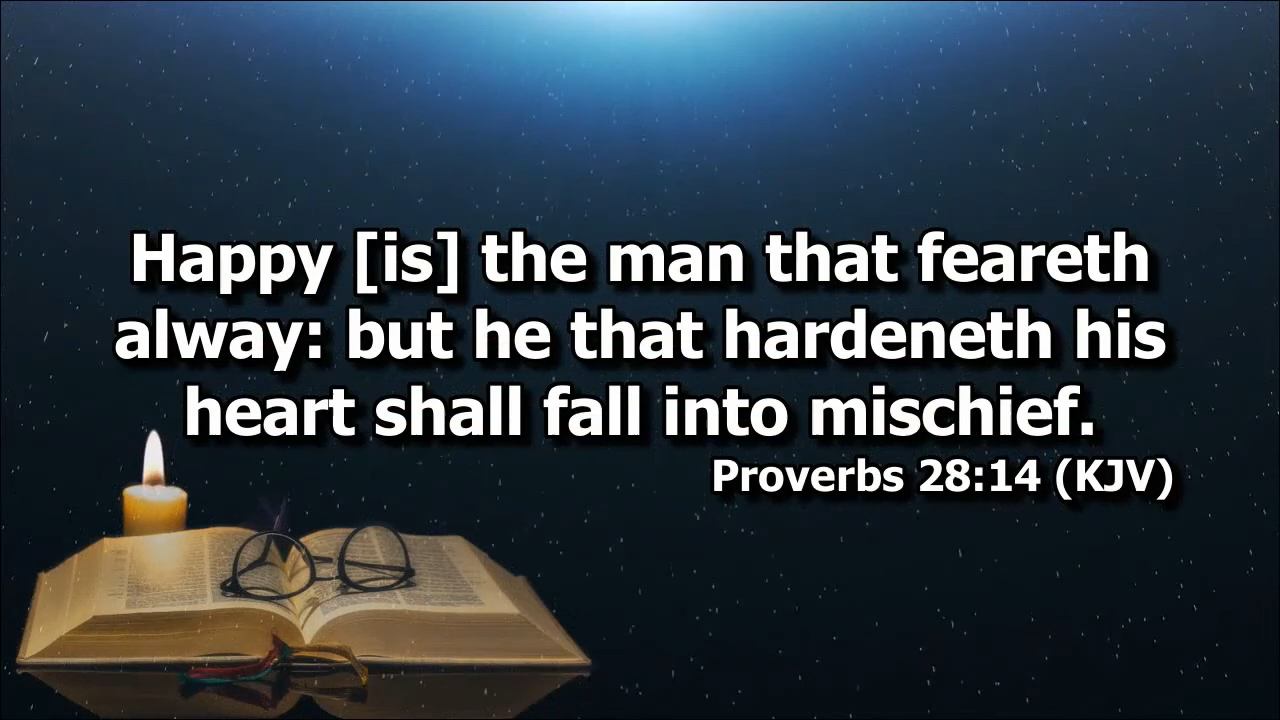 Happy [is] the man that feareth
alway: but he that hardeneth his
heart shall fall into mischief.
Proverbs 28:14 (KJV)